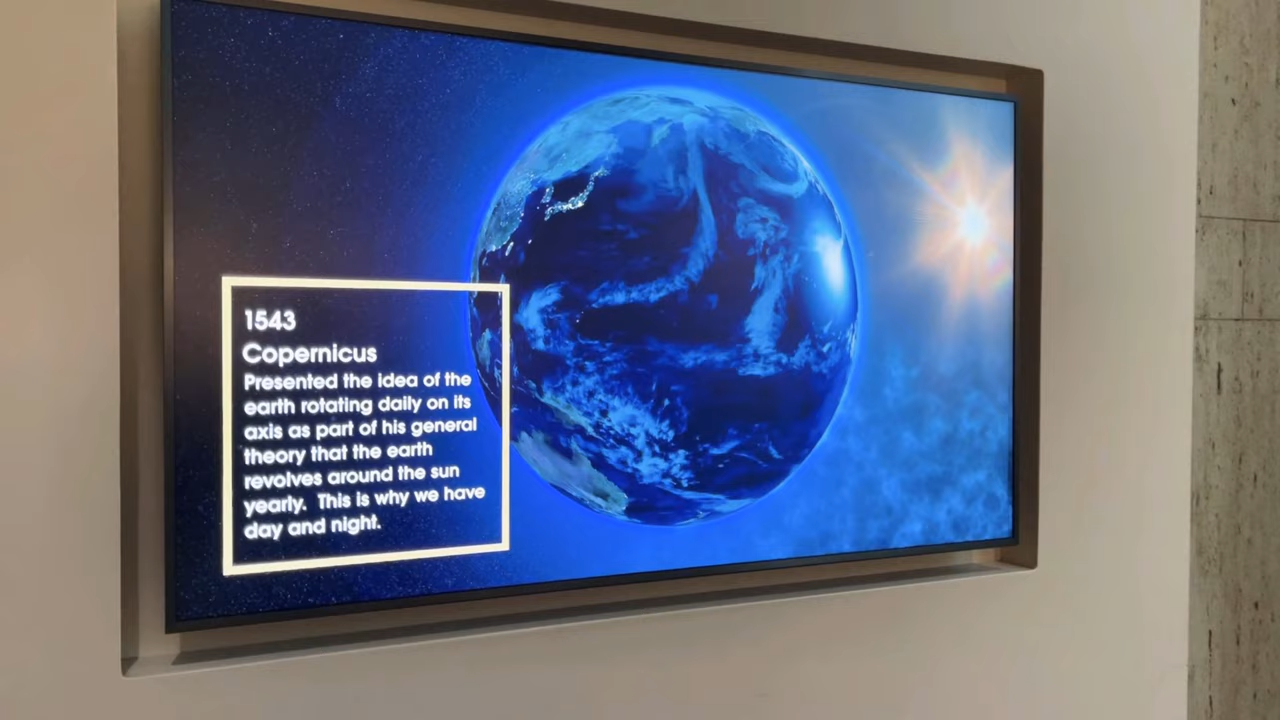 1543
Copernicus
Presented the idea of the
earth rotating daily on its
axis as part of his general
theory that the earth
revolves around the sun
yearly.  This is why we have
day and night.